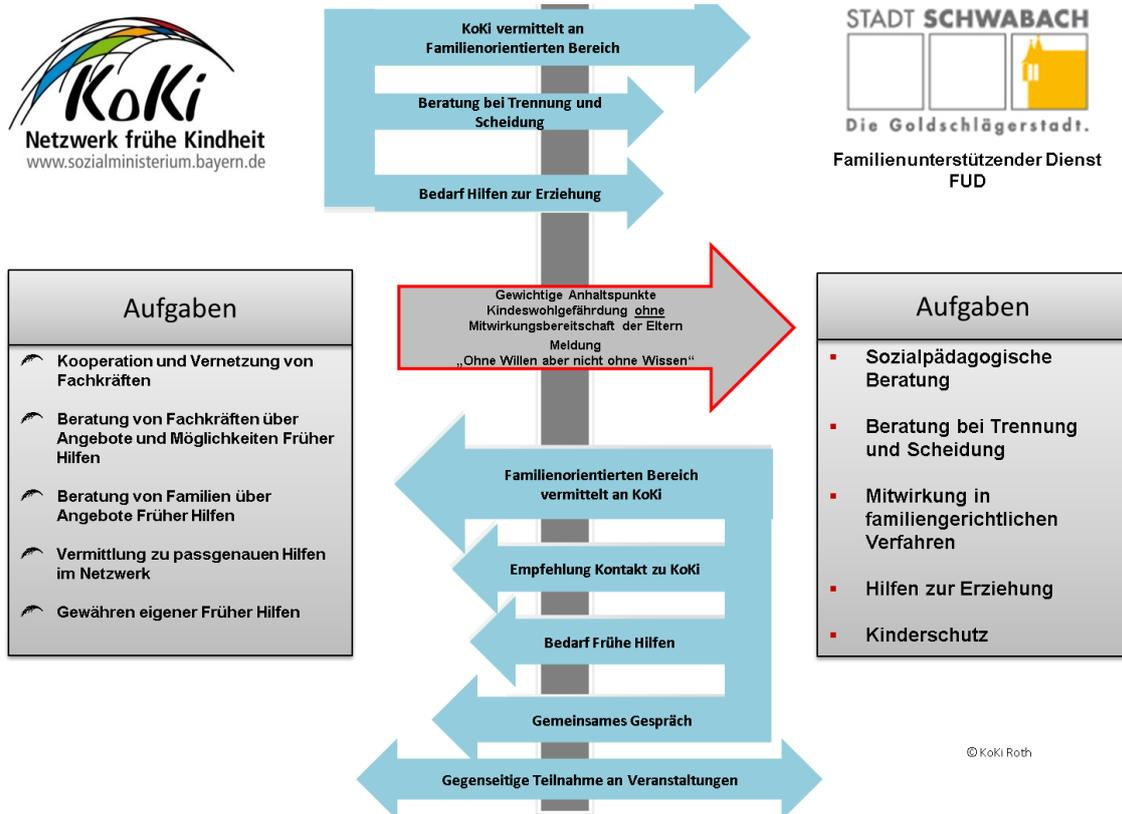 KoKi
Netzwerk frühe Kindheit
www.sozialministerium.bayern.de
KoKi vermittelt an
Familienorientierten Bereich
Beratung bei Trennung und
Scheidung
Bedarf Hilfen zur Erziehung
STADT SCHWABACH
Die Goldschlägerstadt.
Familienunterstützender Dienst
FUD
Aufgaben
Kooperation und Vernetzung von
Fachkräften
Beratung von Fachkräften über
Angebote und Möglichkeiten Früher
Hilfen
Beratung von Familien über
Angebote Früher Hilfen
Vermittlung zu passgenauen Hilfen
im Netzwerk
Gewähren eigener Früher Hilfen
Gewichtige Anhaltspunkte
Kindeswohlgefährdung ohne
Mitwirkungsbereitschaft der Eltern
Meldung
„Ohne Willen aber nicht ohne Wissen“
Familienorientierten Bereich
vermittelt an KoKi
Empfehlung Kontakt zu KoKi
Bedarf Frühe Hilfen
Gemeinsames Gespräch
Gegenseitige Teilnahme an Veranstaltungen
Aufgaben
Sozialpädagogische
Beratung
Beratung bei Trennung
und Scheidung
Mitwirkung in
familiengerichtlichen
Verfahren
Hilfen zur Erziehung
Kinderschutz
© KoKi Roth